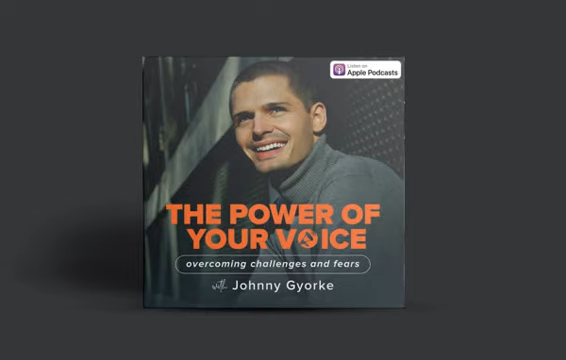 Listen on
Apple Podcasts
THE POWER OF
YOUR VOICE
overcoming challenges and fears
with Johnny Gyorke